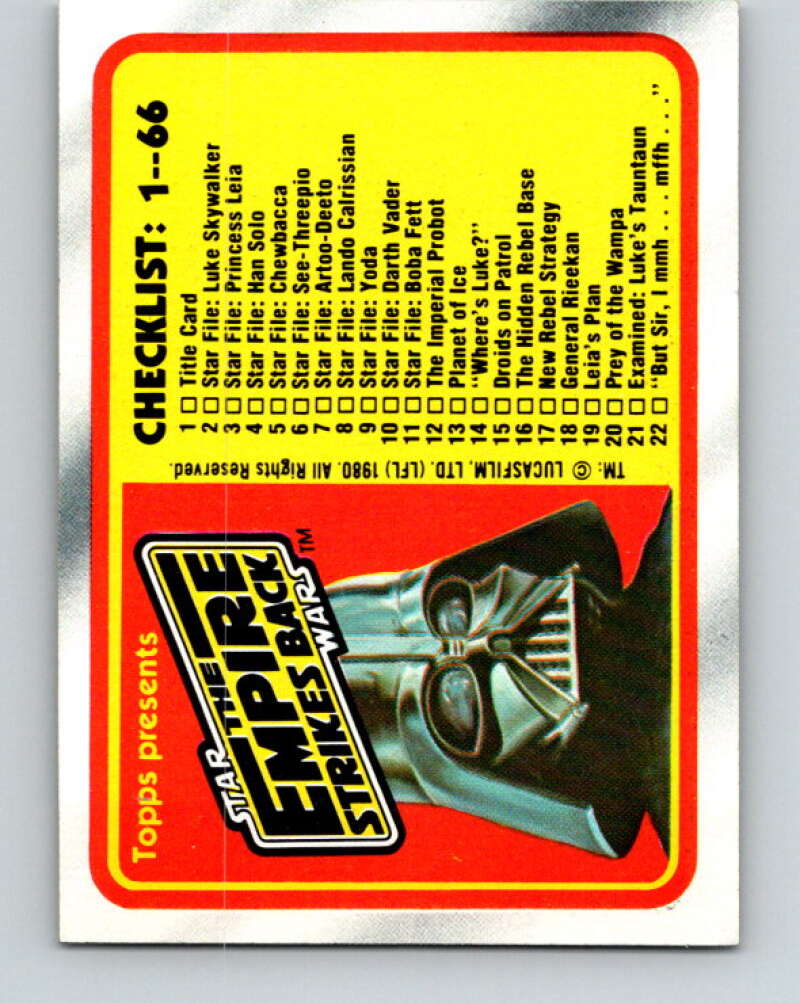 Topps presents
STAR
THE
EMPIRE
STRIKES BACK
WARS™
CHECKLIST: 1--66
1 □ Title Card
2 □ Star File: Luke Skywalker
3 □ Star File: Princess Leia
4 □ Star File: Han Solo
5 □ Star File: Chewbacca
6 □ Star File: See-Threepio
7 □ Star File: Artoo-Deeto
8 □ Star File: Lando Calrissian
9 □ Star File: Yoda
10 □ Star File: Darth Vader
11 □ Star File: Boba Fett
12 □ The Imperial Probot
13 □ Planet of Ice
14 □ "Where's Luke?"
15 □ Droids on Patrol
16 □ The Hidden Rebel Base
17 □ New Rebel Strategy
18 □ General Rieekan
19 □ Leia's Plan
20 □ Prey of the Wampa
21 □ Examined: Luke's Tauntaun
22 □ "But Sir, I mmh . . . mffh . . ."
TM: © LUCASFILM, LTD. (LFL) 1980. All Rights Reserved.